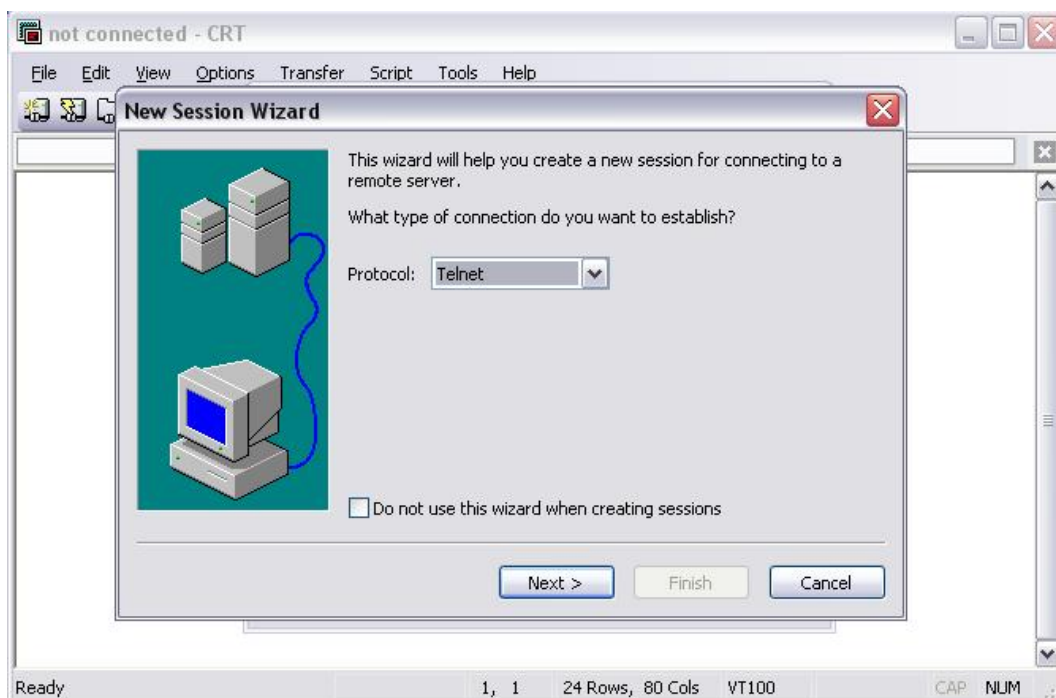 not connected - CRT
File Edit View Options Transfer Script Tools Help
New Session Wizard
This wizard will help you create a new session for connecting to a
remote server.
What type of connection do you want to establish?
Protocol: Telnet
Do not use this wizard when creating sessions
Next > Finish Cancel
Ready 1, 1 24 Rows, 80 Cols VT100 CAP NUM